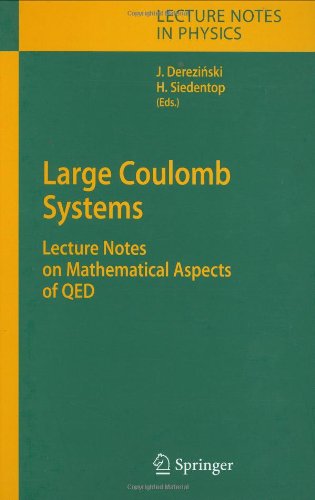 LECTURE NOTES
IN PHYSICS
J. Dereziński
H. Siedentop
(Eds.)
Large Coulomb
Systems
Lecture Notes
on Mathematical Aspects
of QED
Springer